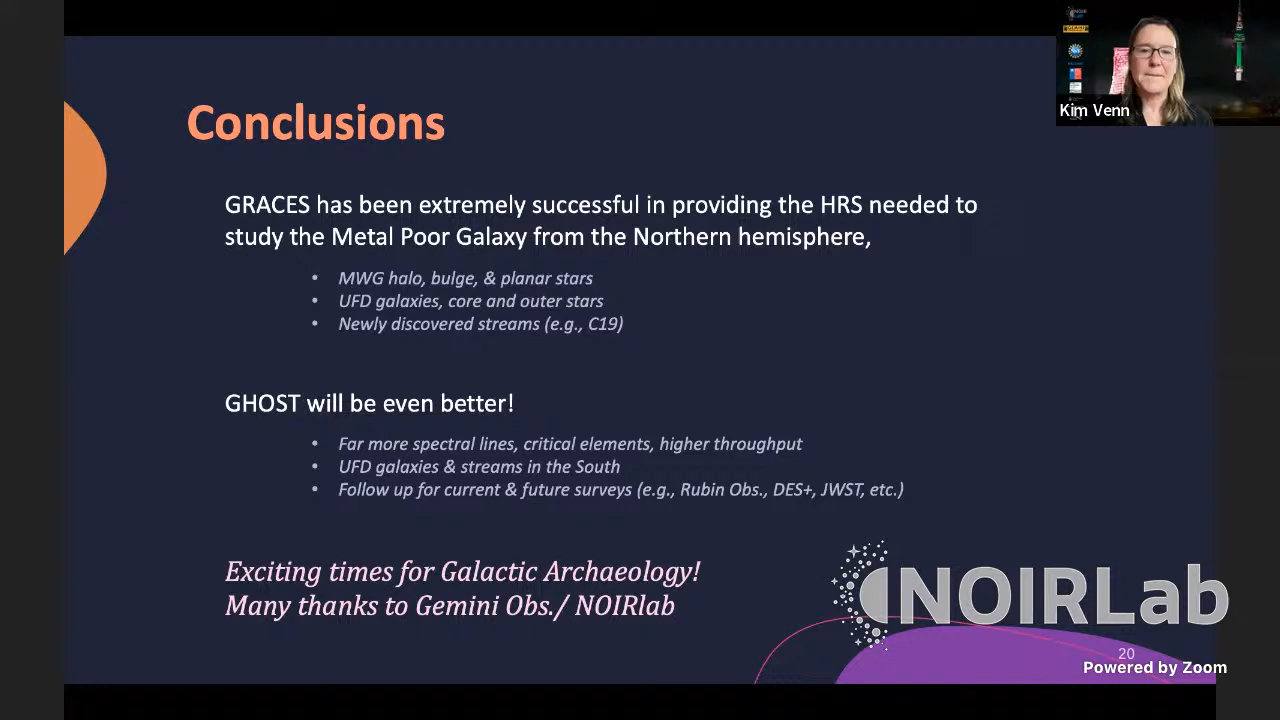 Kim Venn
Conclusions
GRACES has been extremely successful in providing the HRS needed to
study the Metal Poor Galaxy from the Northern hemisphere,
• MWG halo, bulge, & planar stars
• UFD galaxies, core and outer stars
• Newly discovered streams (e.g., C19)
GHOST will be even better!
• Far more spectral lines, critical elements, higher throughput
• UFD galaxies & streams in the South
• Follow up for current & future surveys (e.g., Rubin Obs., DES+, JWST, etc.)
Exciting times for Galactic Archaeology!
Many thanks to Gemini Obs./ NOIRlab
NOIRLab
20
Powered by Zoom